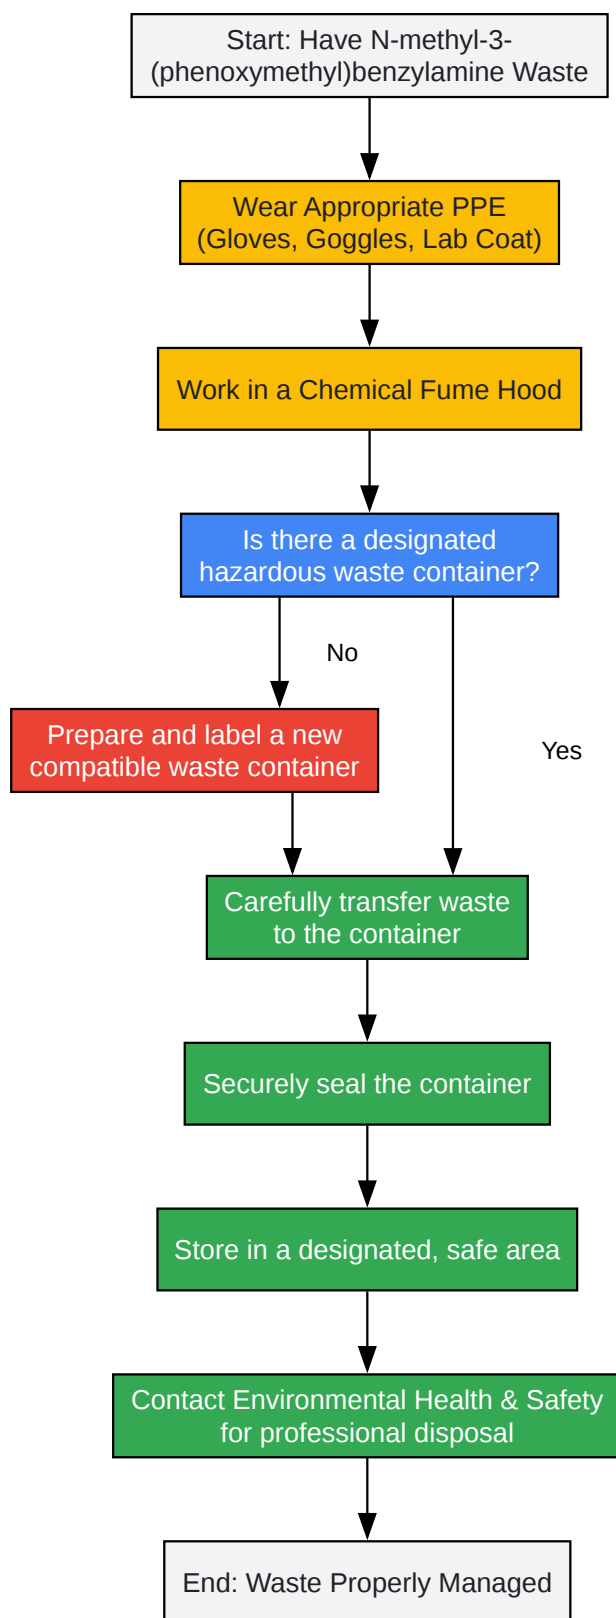 Start: Have N-methyl-3-
(phenoxymethyl)benzylamine Waste
Wear Appropriate PPE
(Gloves, Goggles, Lab Coat)
Work in a Chemical Fume Hood
Is there a designated
hazardous waste container?
No
Prepare and label a new
compatible waste container
Yes
Carefully transfer waste
to the container
Securely seal the container
Store in a designated, safe area
Contact Environmental Health & Safety
for professional disposal
End: Waste Properly Managed